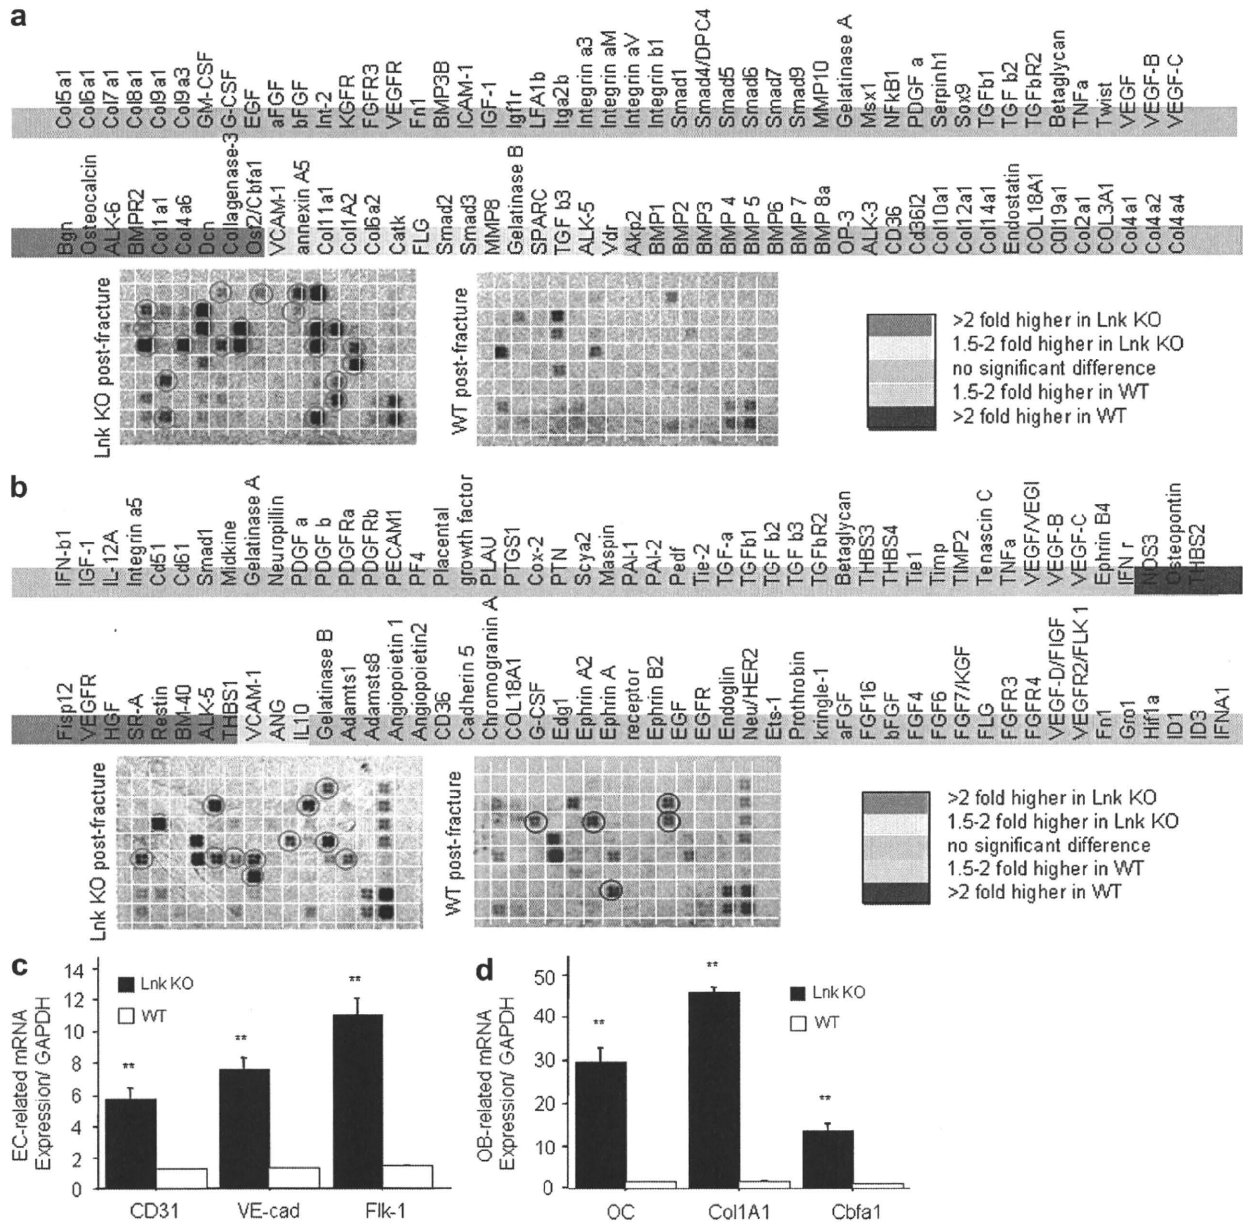 a
Col5a1
Col6a1
Col7a1
Col8a1
Col9a1
Col9a3
GM-CSF
G-CSF
EGF
aFGF
bFGF
Int-2
KGFR
FGFR3
VEGFR
Fn1
BMP3B
ICAM-1
IGF-1
Igf1r
LFA1b
Itga2b
Integrin a3
Integrin aM
Integrin aV
Integrin b1
Smad1
Smad4/DPC4
Smad5
Smad6
Smad7
Smad9
MMP10
Gelatinase A
Msx1
NFkB1
PDGF a
Serpinh1
Sox9
TGFb1
TGF b2
TGFbR2
Betaglycan
TNFa
Twist
VEGF
VEGF-B
VEGF-C
Bgn
Osteocalcin
ALK-6
BMPR2
Col1 a1
Col4 a6
Dcn
Collagenase-3
Osf2/Cbfa1
VCAM-1
annexin A5
Col11a1
Col1A2
Col6a2
Catk
FLG
Smad2
Smad3
MMP8
Gelatinase B
SPARC
TGF b3
ALK-5
Vdr
Akp2
BMP1
BMP2
BMP3
BMP 4
BMP 5
BMP6
BMP 7
BMP 8a
OP-3
ALK-3
CD36
Cd36l2
Col10a1
Col12a1
Col14a1
Endostatin
COL18A1
C0l19a1
Col2a1
COL3A1
Col4a1
Col4a2
Col4a4
Lnk KO post-fracture
WT post-fracture
>2 fold higher in Lnk KO
1.5-2 fold higher in Lnk KO
no significant difference
1.5-2 fold higher in WT
>2 fold higher in WT
b
IFN-b1
IGF-1
IL-12A
Integrin a5
Cd51
Cd61
Smad1
Midkine
Gelatinase A
Neuropillin
PDGF a
PDGF b
PDGFRa
PDGFRb
PECAM1
PF4
Placental
growth factor
PLAU
PTGS1
Cox-2
PTN
Scya2
Maspin
PAI-1
PAI-2
Pedf
Tie-2
TGF-a
TGFb1
TGF b2
TGF b3
TGFbR2
Betaglycan
THBS3
THBS4
Tie1
Timp
TIMP2
Tenascin C
TNFa
VEGF/VEGI
VEGF-B
VEGF-C
Ephrin B4
IFN r
NOS3
Osteopontin
THBS2
Fisp12
VEGFR
HGF
SR-A
Restin
BM-40
ALK-5
THBS1
VCAM-1
ANG
IL10
Gelatinase B
Adamts1
Adamsts8
Angiopoietin 1
Angiopoietin2
CD36
Cadherin 5
Chromogranin A
COL18A1
G-CSF
Edg1
Ephrin A2
Ephrin A
receptor
Ephrin B2
EGF
EGFR
Endoglin
Neu/HER2
Ets-1
Prothrobin
kringle-1
aFGF
FGF16
bFGF
FGF4
FGF6
FGF7/KGF
FLG
FGFR3
FGFR4
VEGF-D/FIGF
VEGFR2/FLK 1
Fn1
Gro1
Hif1a
ID1
ID3
IFNA1
Lnk KO post-fracture
WT post-fracture
>2 fold higher in Lnk KO
1.5-2 fold higher in Lnk KO
no significant difference
1.5-2 fold higher in WT
>2 fold higher in WT
c
EC-related mRNA
Expression/ GAPDH
14
12
10
8
6
4
2
0
Lnk KO
WT
**
**
**
CD31
VE-cad
Flk-1
d
OB-related mRNA
Expression/ GAPDH
50
40
30
20
10
0
Lnk KO
WT
**
**
**
OC
Col1A1
Cbfa1